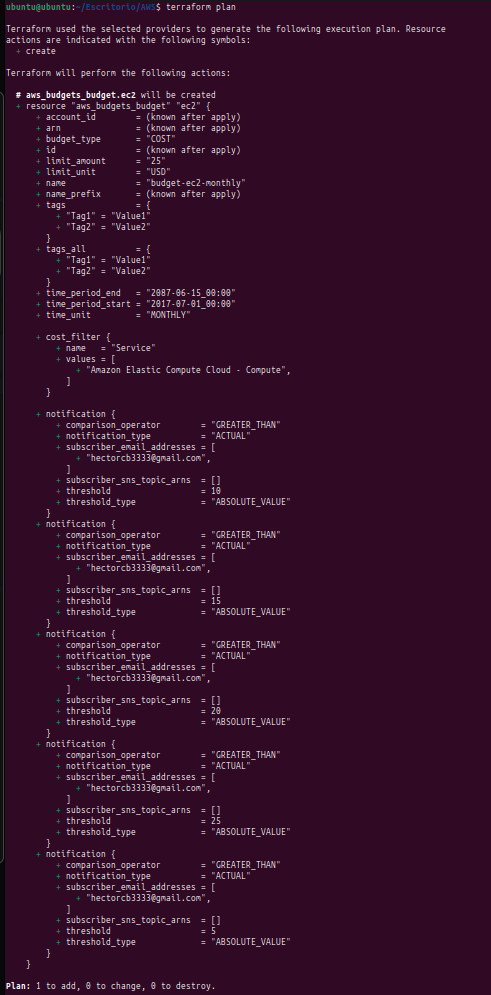 ubuntu@ubuntu:~/Escritorio/AWS$ terraform plan
Terraform used the selected providers to generate the following execution plan. Resource
actions are indicated with the following symbols:
+ create
Terraform will perform the following actions:
# aws_budgets_budget.ec2 will be created
+ resource "aws_budgets_budget" "ec2" {
+ account_id = (known after apply)
+ arn = (known after apply)
+ budget_type = "COST"
+ id = (known after apply)
+ limit_amount = "25"
+ limit_unit = "USD"
+ name = "budget-ec2-monthly"
+ name_prefix = (known after apply)
+ tags = {
+ "Tag1" = "Value1"
+ "Tag2" = "Value2"
}
+ tags_all = {
+ "Tag1" = "Value1"
+ "Tag2" = "Value2"
}
+ time_period_end = "2087-06-15_00:00"
+ time_period_start = "2017-07-01_00:00"
+ time_unit = "MONTHLY"
+ cost_filter {
+ name = "Service"
+ values = [
+ "Amazon Elastic Compute Cloud - Compute",
]
}
+ notification {
+ comparison_operator = "GREATER_THAN"
+ notification_type = "ACTUAL"
+ subscriber_email_addresses = [
+ "hectorcb3333@gmail.com",
]
+ subscriber_sns_topic_arns = []
+ threshold = 10
+ threshold_type = "ABSOLUTE_VALUE"
}
+ notification {
+ comparison_operator = "GREATER_THAN"
+ notification_type = "ACTUAL"
+ subscriber_email_addresses = [
+ "hectorcb3333@gmail.com",
]
+ subscriber_sns_topic_arns = []
+ threshold = 15
+ threshold_type = "ABSOLUTE_VALUE"
}
+ notification {
+ comparison_operator = "GREATER_THAN"
+ notification_type = "ACTUAL"
+ subscriber_email_addresses = [
+ "hectorcb3333@gmail.com",
]
+ subscriber_sns_topic_arns = []
+ threshold = 20
+ threshold_type = "ABSOLUTE_VALUE"
}
+ notification {
+ comparison_operator = "GREATER_THAN"
+ notification_type = "ACTUAL"
+ subscriber_email_addresses = [
+ "hectorcb3333@gmail.com",
]
+ subscriber_sns_topic_arns = []
+ threshold = 25
+ threshold_type = "ABSOLUTE_VALUE"
}
+ notification {
+ comparison_operator = "GREATER_THAN"
+ notification_type = "ACTUAL"
+ subscriber_email_addresses = [
+ "hectorcb3333@gmail.com",
]
+ subscriber_sns_topic_arns = []
+ threshold = 5
+ threshold_type = "ABSOLUTE_VALUE"
}
}
Plan: 1 to add, 0 to change, 0 to destroy.